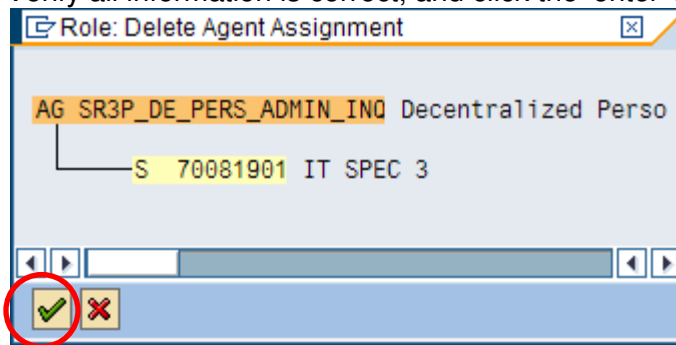 Verify all information is correct, and click the 'enter'
Role: Delete Agent Assignment
AG SR3P_DE_PERS_ADMIN_INQ Decentralized Perso
S 70081901 IT SPEC 3